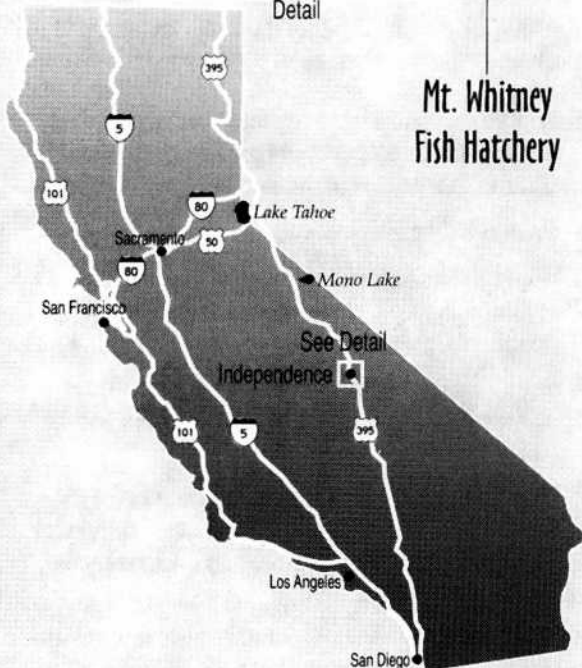 Detail
Mt. Whitney
Fish Hatchery
395
5
101
80
Lake Tahoe
50
Sacramento
80
Mono Lake
San Francisco
See Detail
Independence
101
5
395
Los Angeles
San Diego